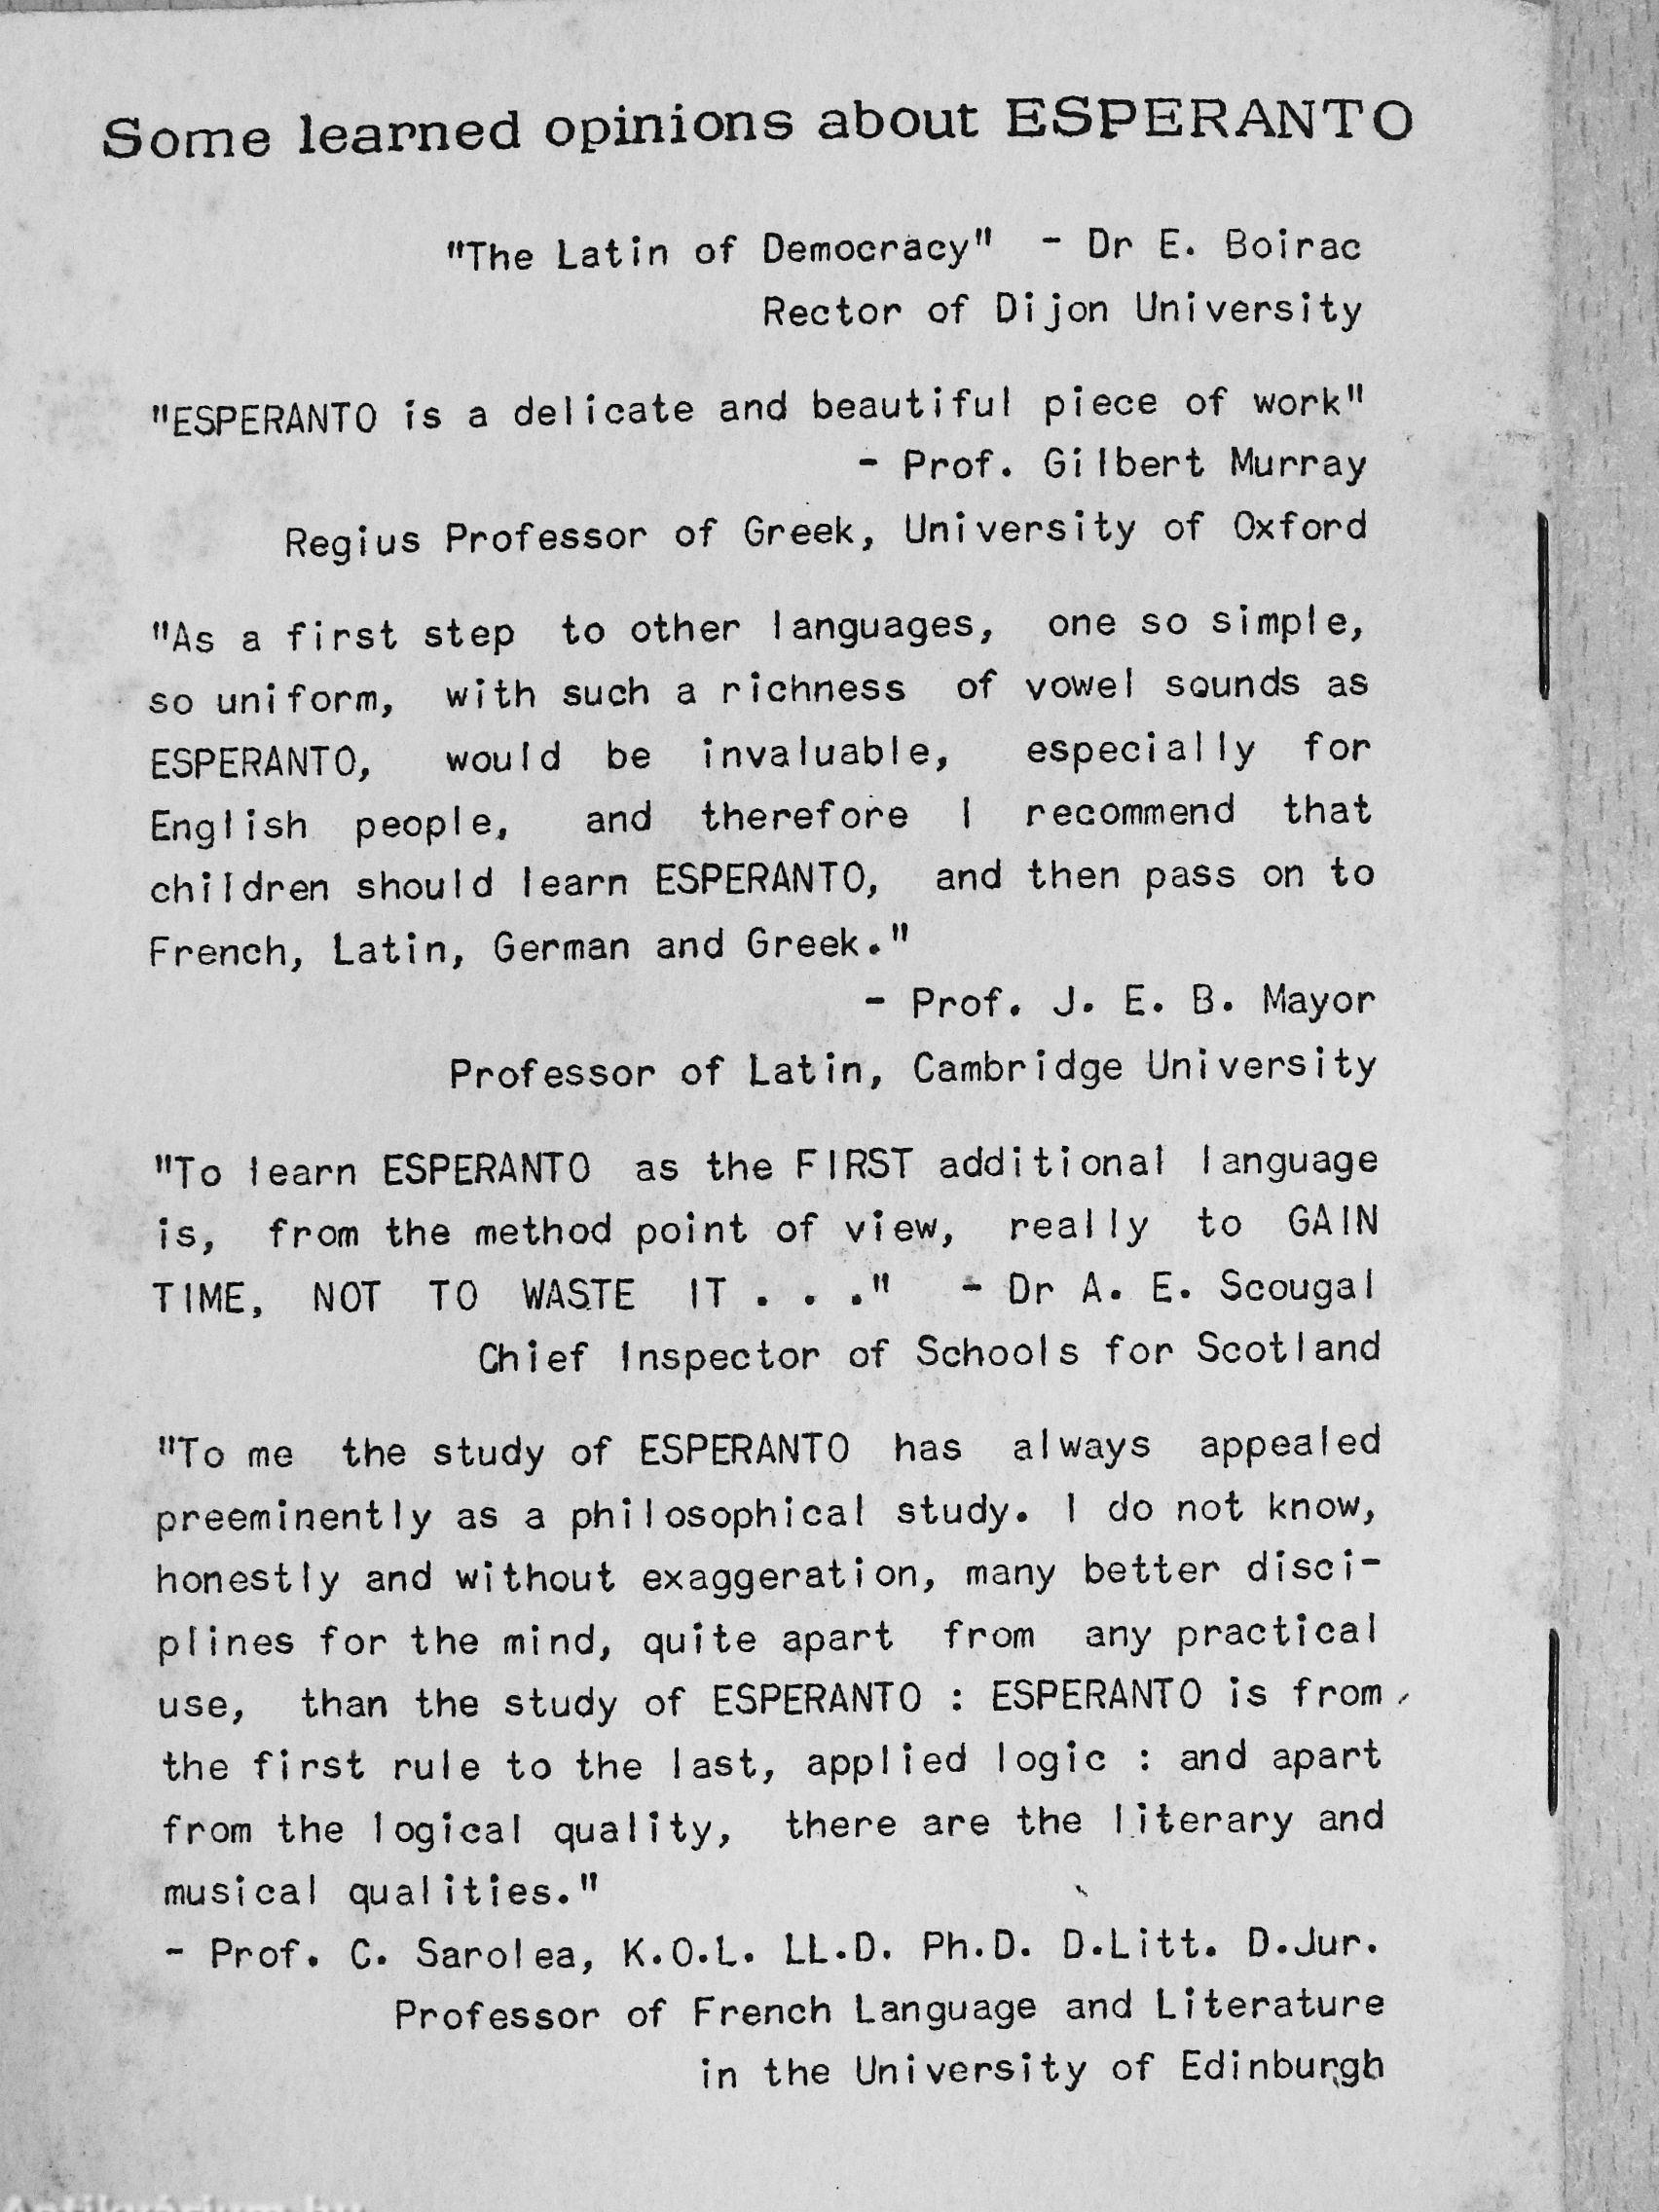 Some learned opinions about ESPERANTO
"The Latin of Democracy" - Dr E. Boirac
Rector of Dijon University
"ESPERANTO is a delicate and beautiful piece of work"
- Prof. Gilbert Murray
Regius Professor of Greek, University of Oxford
"As a first step to other languages, one so simple,
so uniform, with such a richness of vowel sounds as
ESPERANTO, would be invaluable, especially for
English people, and therefore I recommend that
children should learn ESPERANTO, and then pass on to
French, Latin, German and Greek."
- Prof. J. E. B. Mayor
Professor of Latin, Cambridge University
"To learn ESPERANTO as the FIRST additional language
is, from the method point of view, really to GAIN
TIME, NOT TO WASTE IT . . ." - Dr A. E. Scougal
Chief Inspector of Schools for Scotland
"To me the study of ESPERANTO has always appealed
preeminently as a philosophical study. I do not know,
honestly and without exaggeration, many better disci-
plines for the mind, quite apart from any practical
use, than the study of ESPERANTO : ESPERANTO is from
the first rule to the last, applied logic : and apart
from the logical quality, there are the literary and
musical qualities."
- Prof. C. Sarolea, K.O.L. LL.D. Ph.D. D.Litt. D.Jur.
Professor of French Language and Literature
in the University of Edinburgh